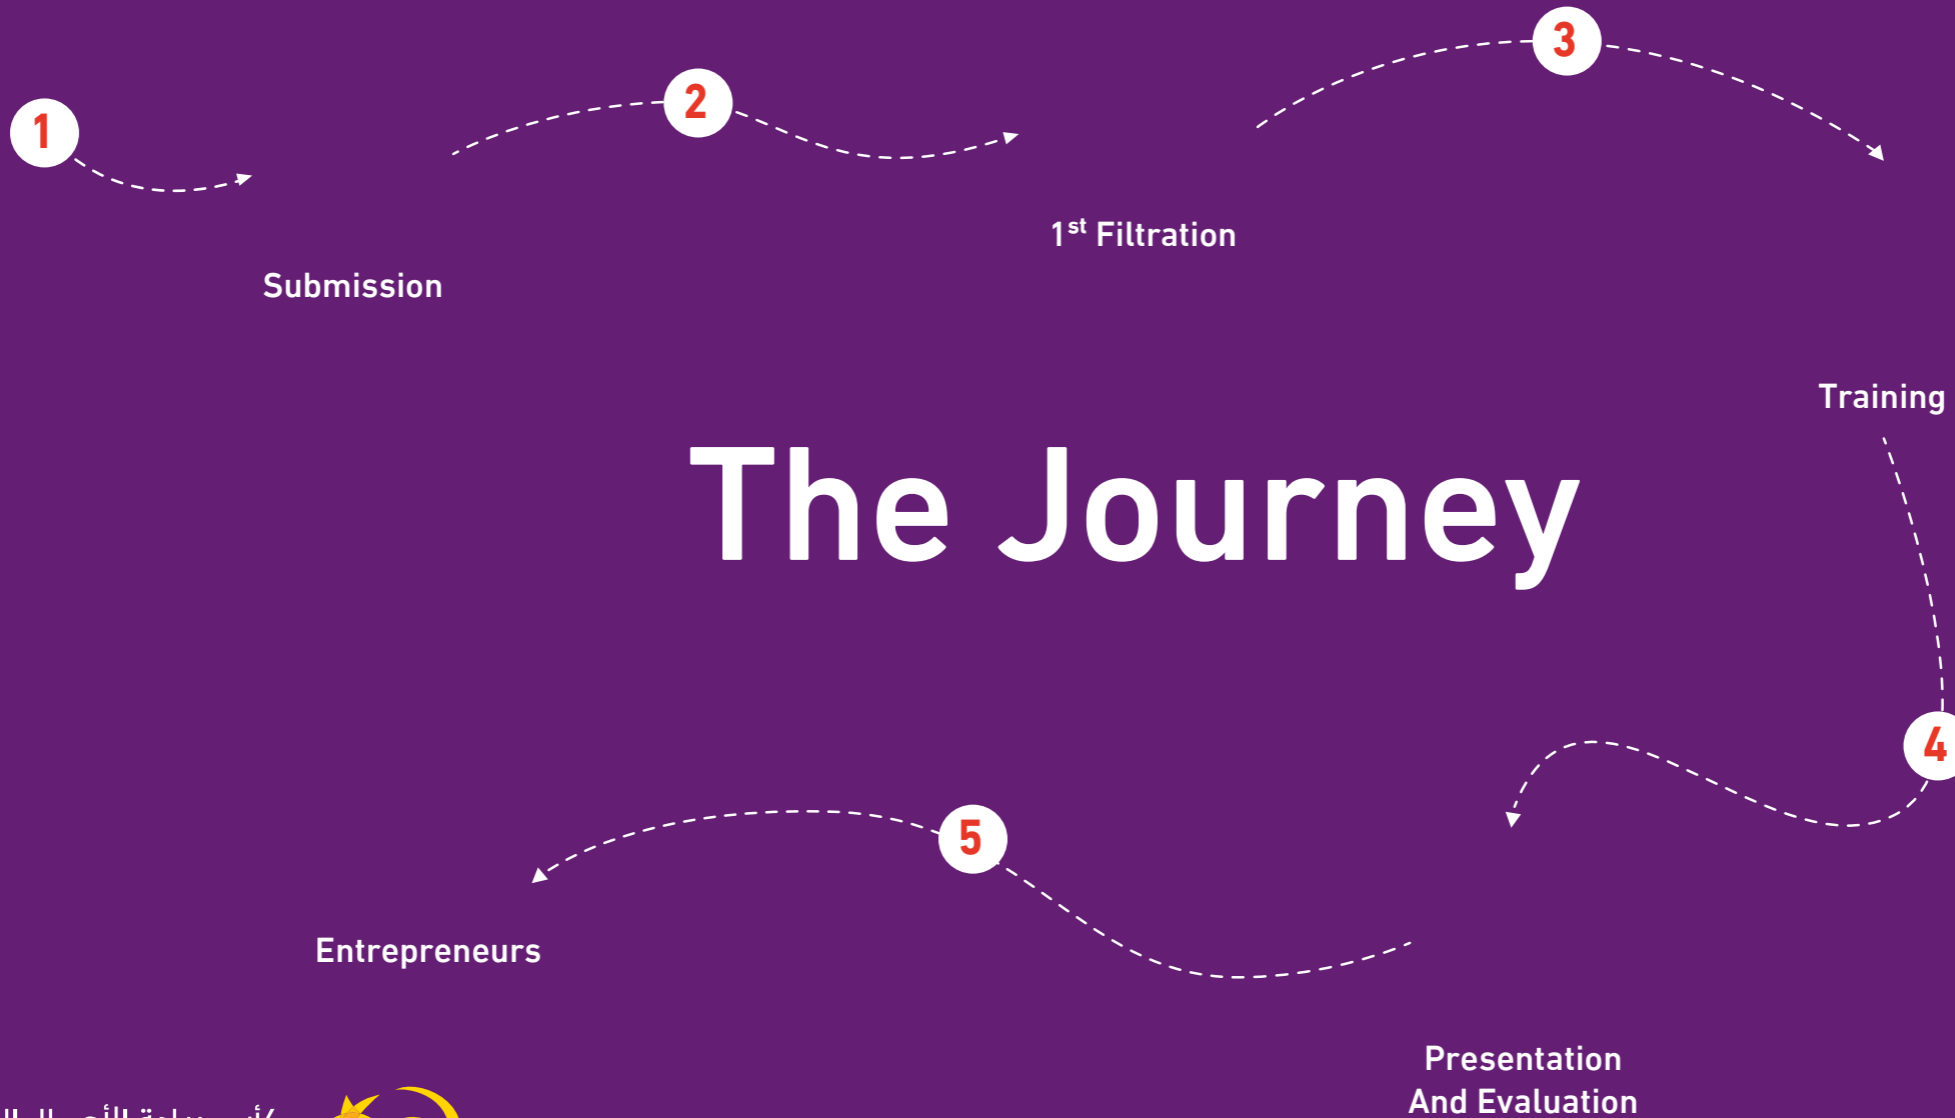 1
2
3
Submission
1st Filtration
Training
The Journey
4
5
Entrepreneurs
Presentation
And Evaluation